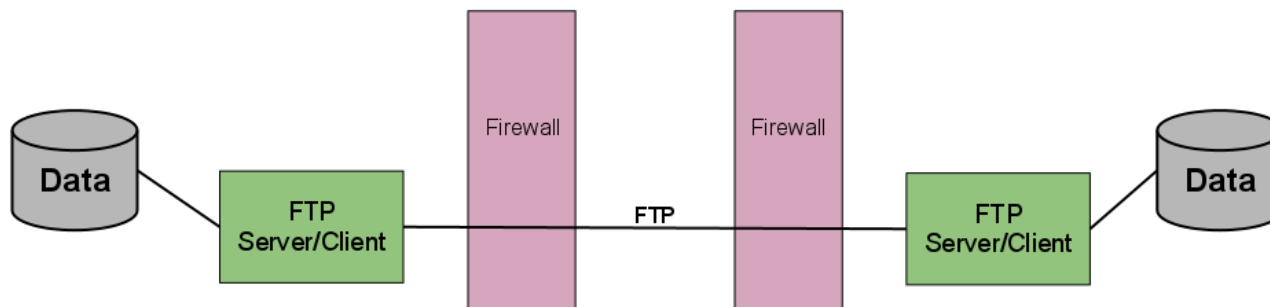 Firewall
Firewall
Data
FTP
Server/Client
FTP
FTP
Server/Client
Data